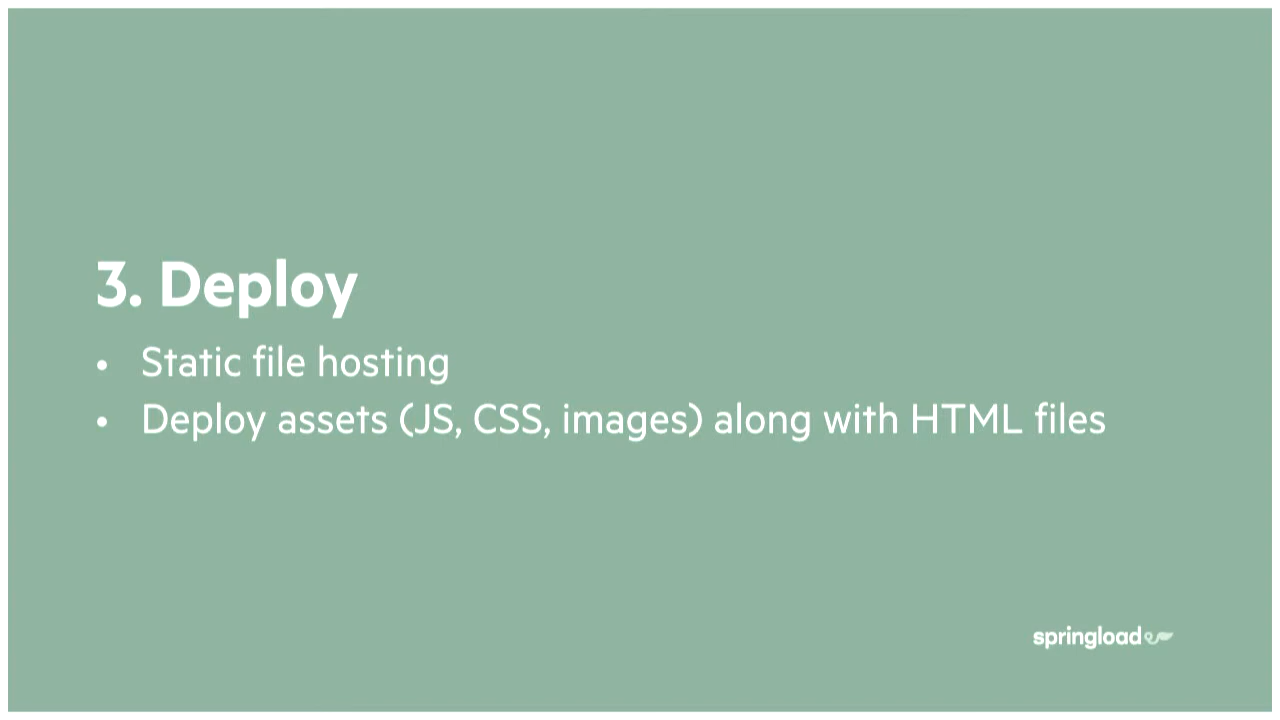 3. Deploy
• Static file hosting
• Deploy assets (JS, CSS, images) along with HTML files
springload